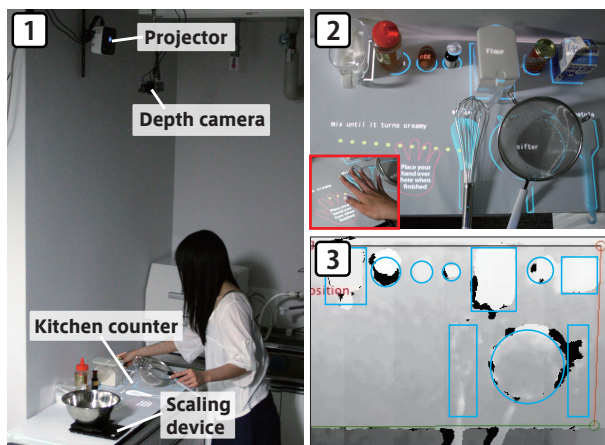 1
Projector
Depth camera
Kitchen counter
Scaling
device
2
flour
Mix until it turns creamy
sifter
Place your
hand over
here when
finished
3
osition.